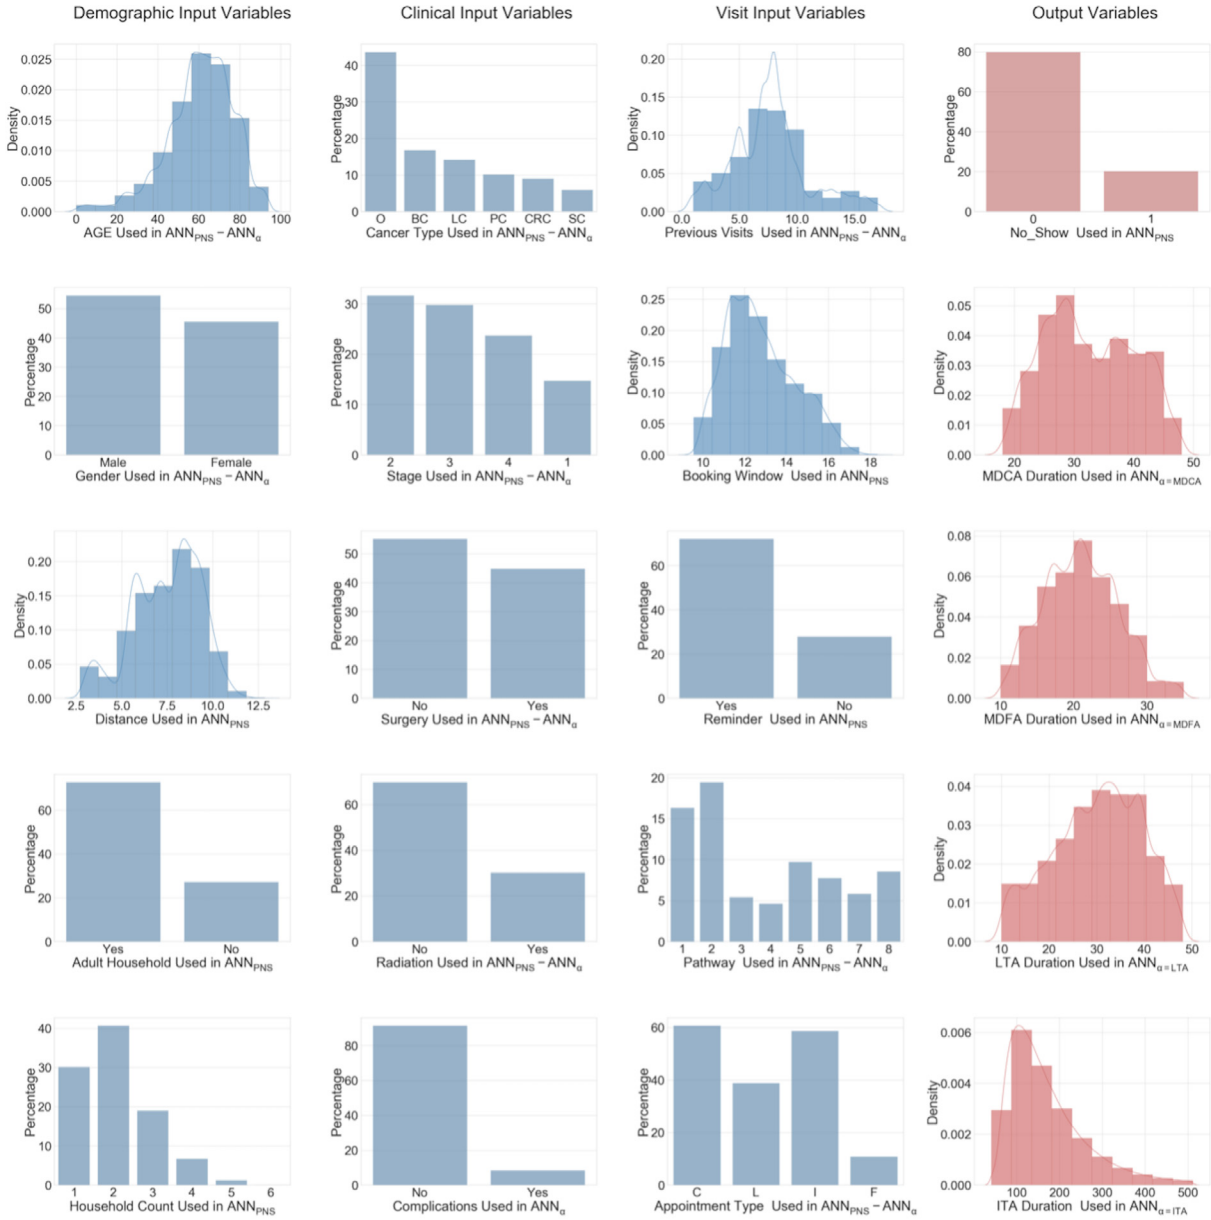 Demographic Input Variables
Clinical Input Variables
Visit Input Variables
Output Variables
Density
0.025
0.020
0.015
0.010
0.005
0.000
0 20 40 60 80 100
AGE Used in ANN_PNS – ANN_α
Percentage
40
30
20
10
0
O BC LC PC CRC SC
Cancer Type Used in ANN_PNS – ANN_α
Density
0.20
0.15
0.10
0.05
0.00
0.0 5.0 10.0 15.0
Previous Visits Used in ANN_PNS – ANN_α
Percentage
80
60
40
20
0
0 1
No_Show Used in ANN_PNS
Percentage
50
40
30
20
10
0
Male Female
Gender Used in ANN_PNS – ANN_α
Percentage
30
20
10
0
2 3 4 1
Stage Used in ANN_PNS – ANN_α
Density
0.25
0.20
0.15
0.10
0.05
0.00
10 12 14 16 18
Booking Window Used in ANN_PNS
Density
0.05
0.04
0.03
0.02
0.01
0.00
20 30 40 50
MDCA Duration Used in ANN_α=MDCA
Density
0.20
0.15
0.10
0.05
0.00
2.5 5.0 7.5 10.0 12.5
Distance Used in ANN_PNS
Percentage
50
40
30
20
10
0
No Yes
Surgery Used in ANN_PNS – ANN_α
Percentage
60
40
20
0
Yes No
Reminder Used in ANN_PNS
Density
0.08
0.06
0.04
0.02
0.00
10 20 30
MDFA Duration Used in ANN_α=MDFA
Percentage
60
40
20
0
Yes No
Adult Household Used in ANN_PNS
Percentage
60
40
20
0
No Yes
Radiation Used in ANN_PNS – ANN_α
Percentage
20
15
10
5
0
1 2 3 4 5 6 7 8
Pathway Used in ANN_PNS – ANN_α
Density
0.04
0.03
0.02
0.01
0.00
10 20 30 40 50
LTA Duration Used in ANN_α=LTA
Percentage
40
30
20
10
0
1 2 3 4 5 6
Household Count Used in ANN_PNS
Percentage
80
60
40
20
0
No Yes
Complications Used in ANN_α
Percentage
60
40
20
0
C L I F
Appointment Type Used in ANN_PNS – ANN_α
Density
0.006
0.004
0.002
0.000
100 200 300 400 500
ITA Duration Used in ANN_α=ITA